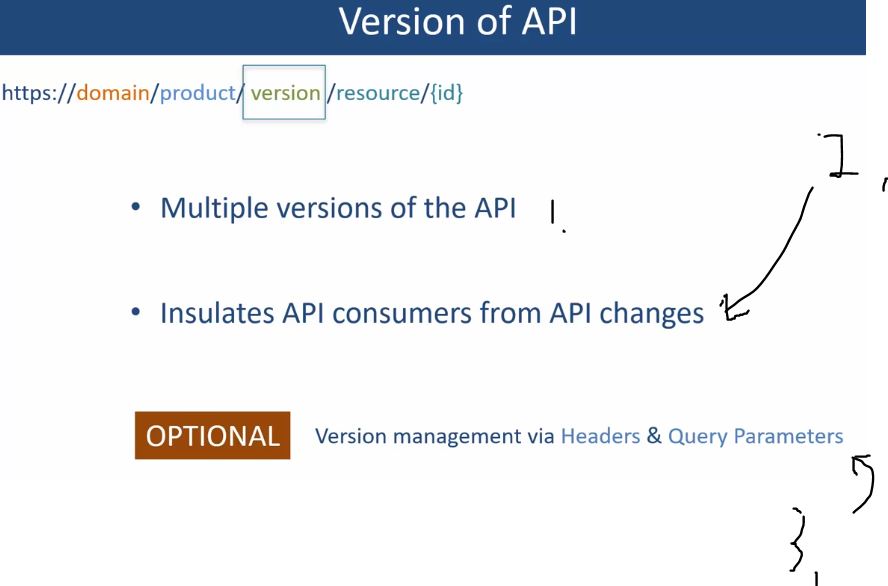 Version of API
https://domain/product/ version /resource/{id}
• Multiple versions of the API 1.
• Insulates API consumers from API changes
OPTIONAL Version management via Headers & Query Parameters